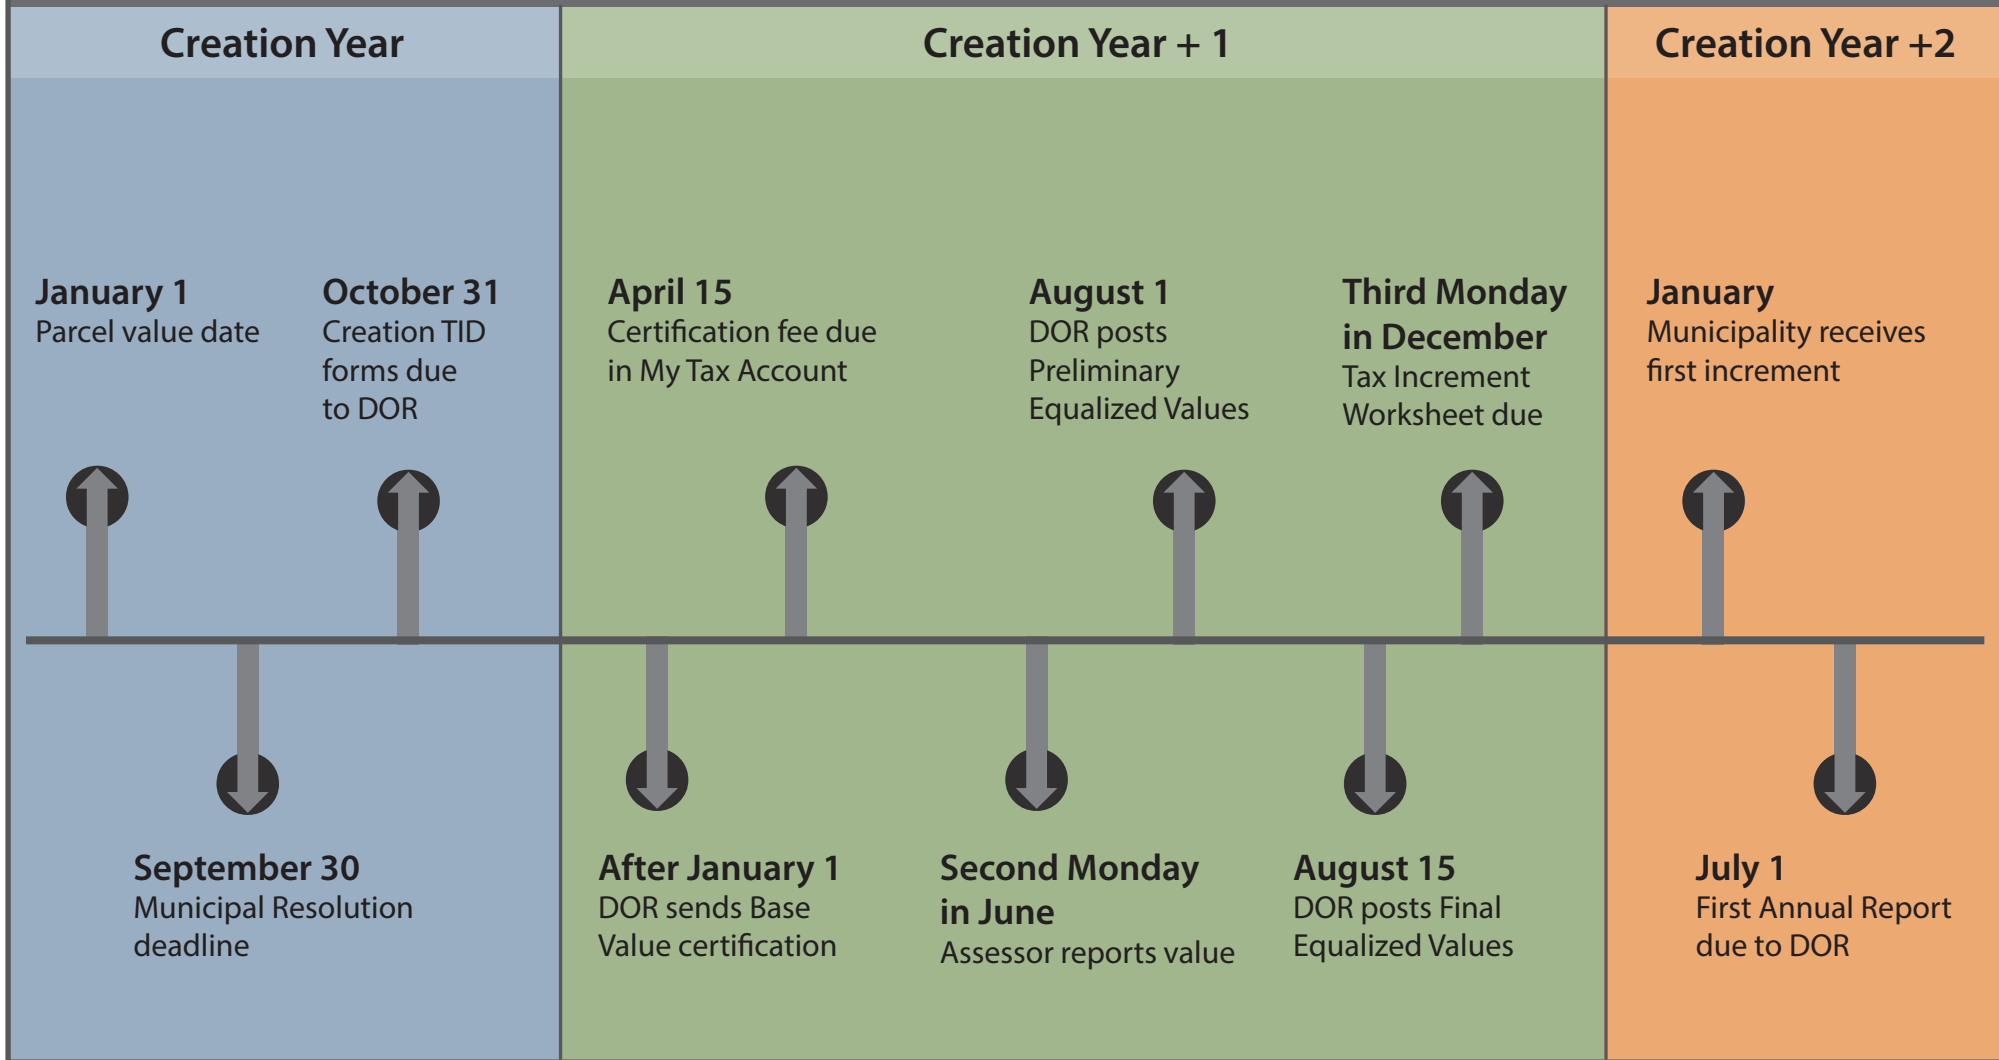 Creation Year
Creation Year + 1
Creation Year +2
January 1
Parcel value date
October 31
Creation TID
forms due
to DOR
April 15
Certification fee due
in My Tax Account
August 1
DOR posts
Preliminary
Equalized Values
Third Monday
in December
Tax Increment
Worksheet due
January
Municipality receives
first increment
September 30
Municipal Resolution
deadline
After January 1
DOR sends Base
Value certification
Second Monday
in June
Assessor reports value
August 15
DOR posts Final
Equalized Values
July 1
First Annual Report
due to DOR